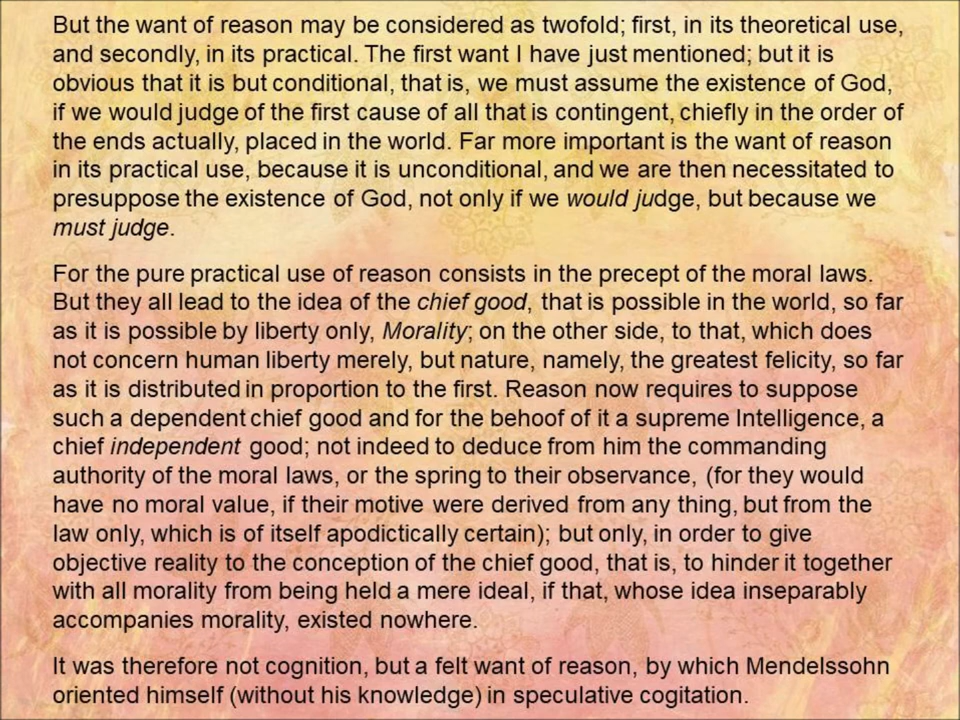 But the want of reason may be considered as twofold; first, in its theoretical use,
and secondly, in its practical. The first want I have just mentioned; but it is
obvious that it is but conditional, that is, we must assume the existence of God,
if we would judge of the first cause of all that is contingent, chiefly in the order of
the ends actually, placed in the world. Far more important is the want of reason
in its practical use, because it is unconditional, and we are then necessitated to
presuppose the existence of God, not only if we would judge, but because we
must judge.
For the pure practical use of reason consists in the precept of the moral laws.
But they all lead to the idea of the chief good, that is possible in the world, so far
as it is possible by liberty only, Morality; on the other side, to that, which does
not concern human liberty merely, but nature, namely, the greatest felicity, so far
as it is distributed in proportion to the first. Reason now requires to suppose
such a dependent chief good and for the behoof of it a supreme Intelligence, a
chief independent good; not indeed to deduce from him the commanding
authority of the moral laws, or the spring to their observance, (for they would
have no moral value, if their motive were derived from any thing, but from the
law only, which is of itself apodictically certain); but only, in order to give
objective reality to the conception of the chief good, that is, to hinder it together
with all morality from being held a mere ideal, if that, whose idea inseparably
accompanies morality, existed nowhere.
It was therefore not cognition, but a felt want of reason, by which Mendelssohn
oriented himself (without his knowledge) in speculative cogitation.